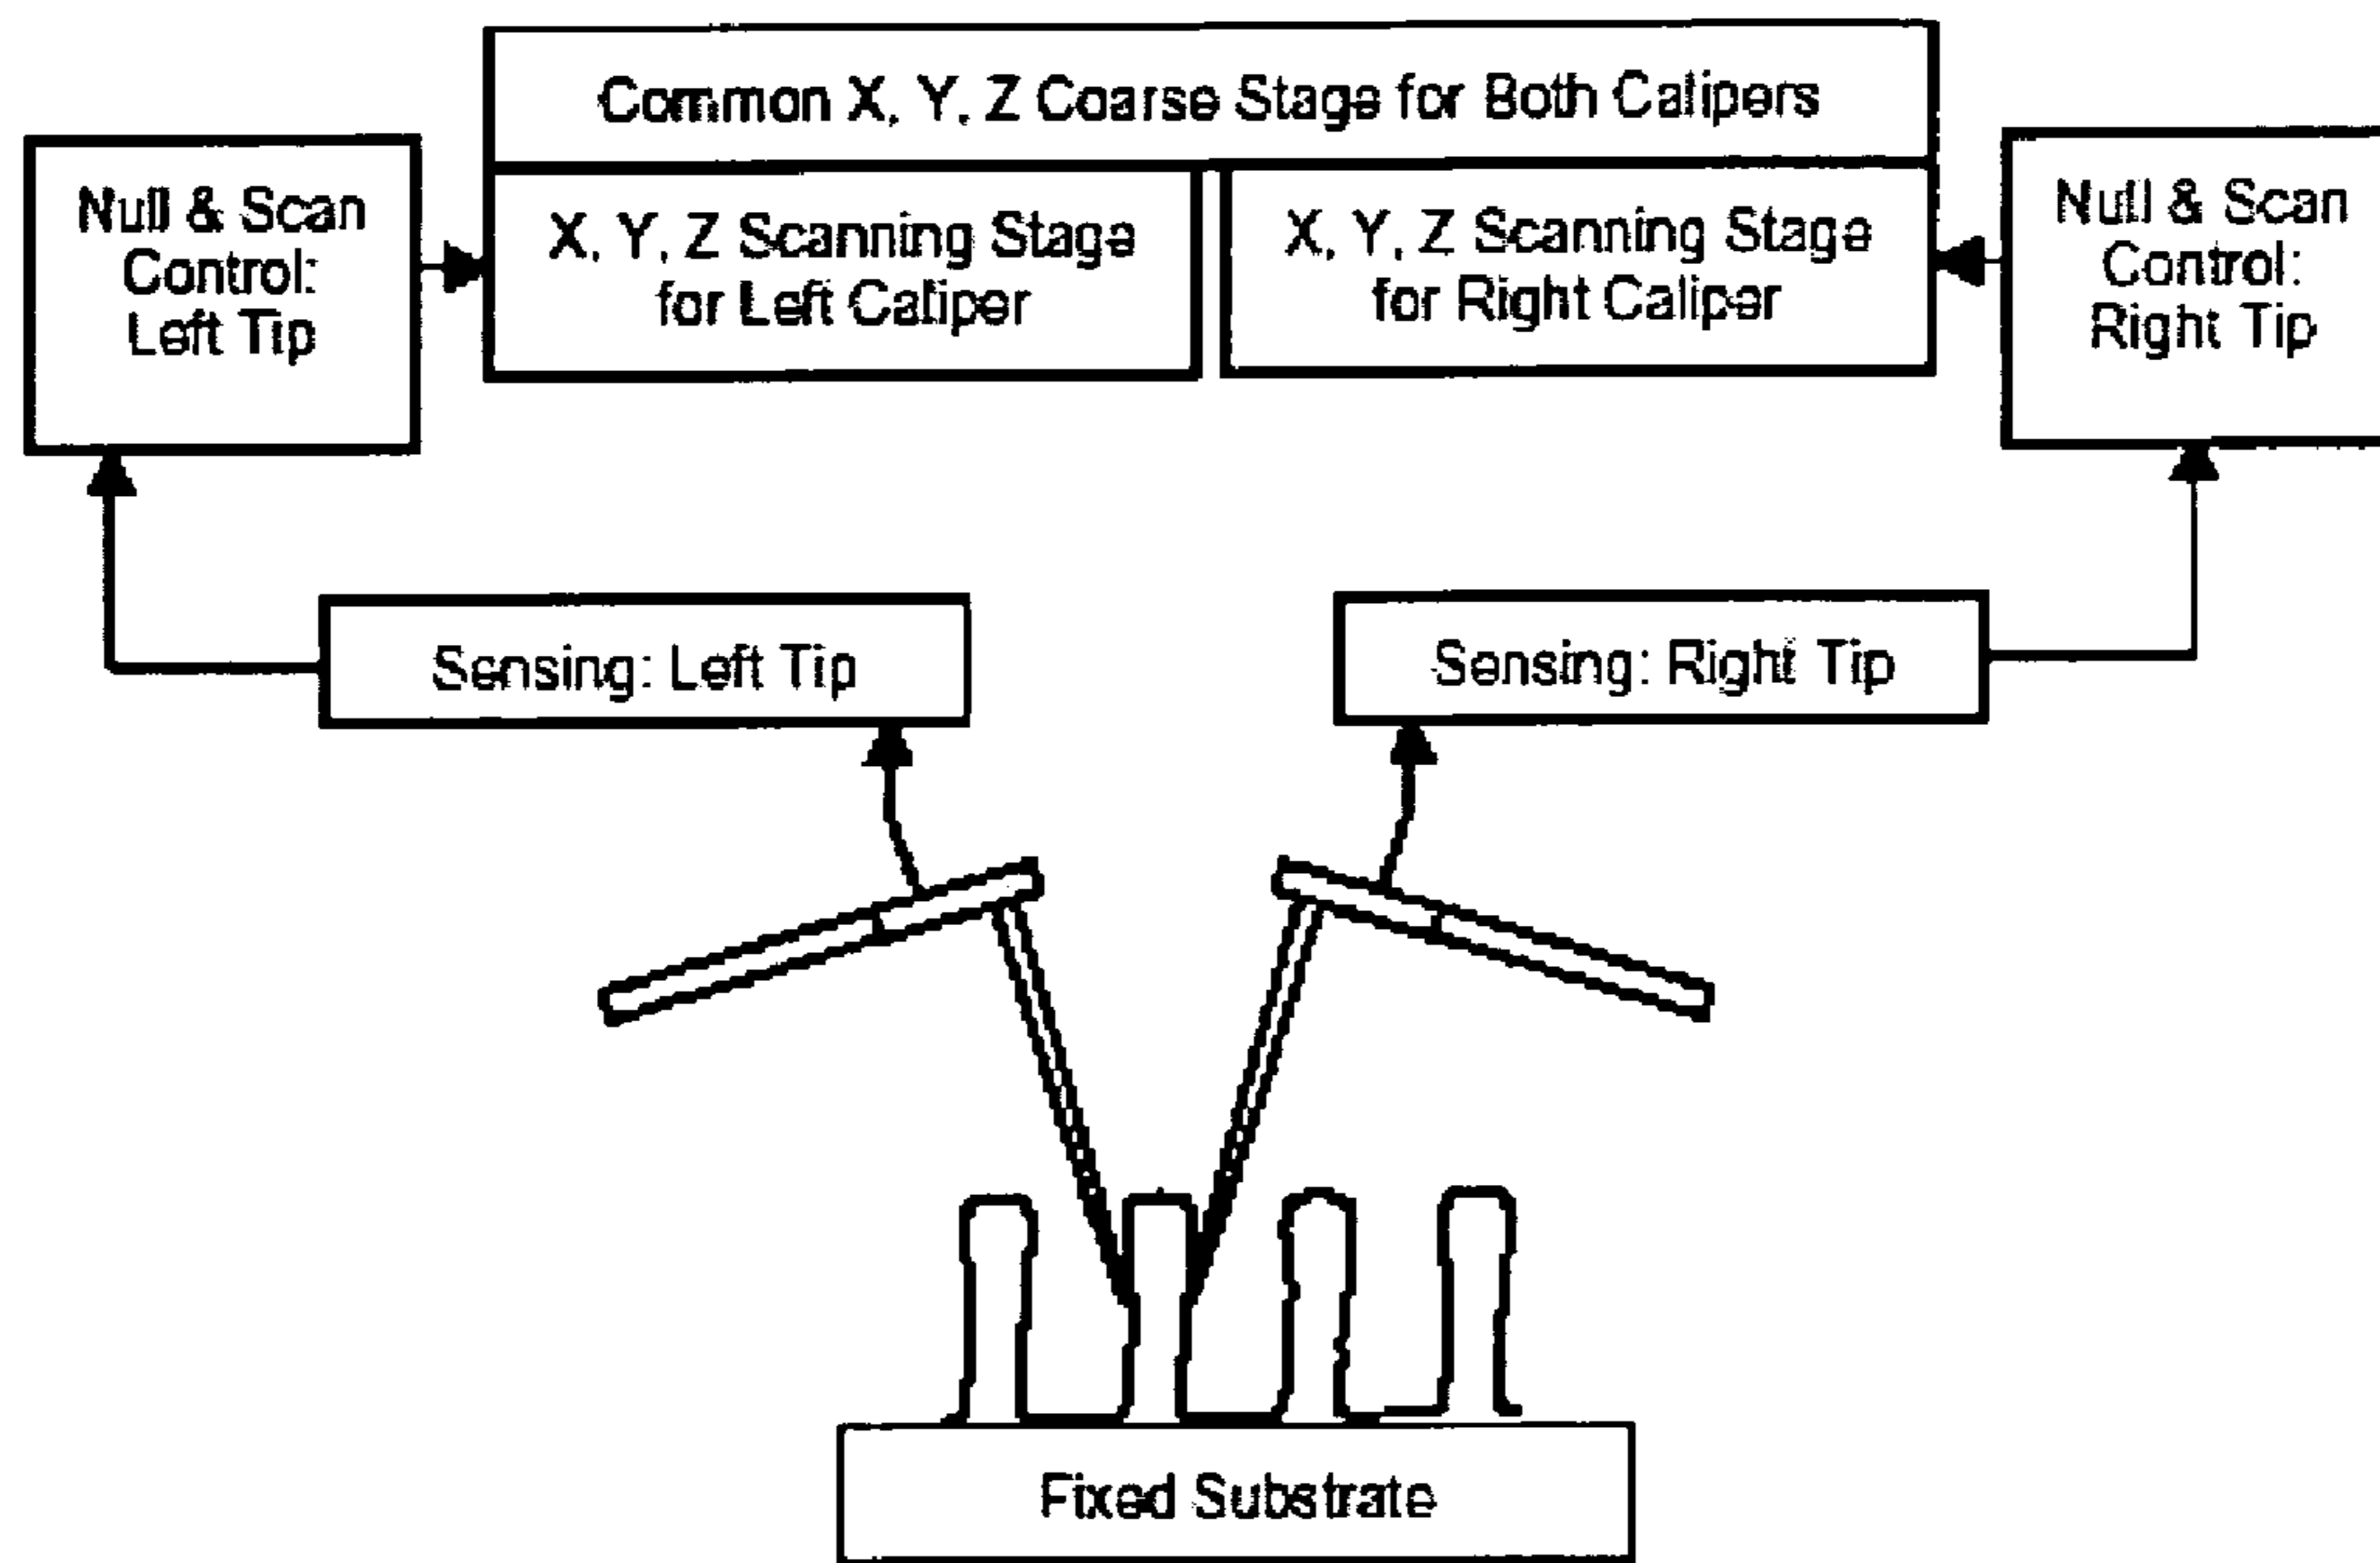 Common X, Y, Z Coarse Stage for Both Calipers
Null & Scan
Control:
Left Tip
X, Y, Z Scanning Stage
for Left Caliper
X, Y, Z Scanning Stage
for Right Caliper
Null & Scan
Control:
Right Tip
Sensing: Left Tip
Sensing: Right Tip
Fixed Substrate